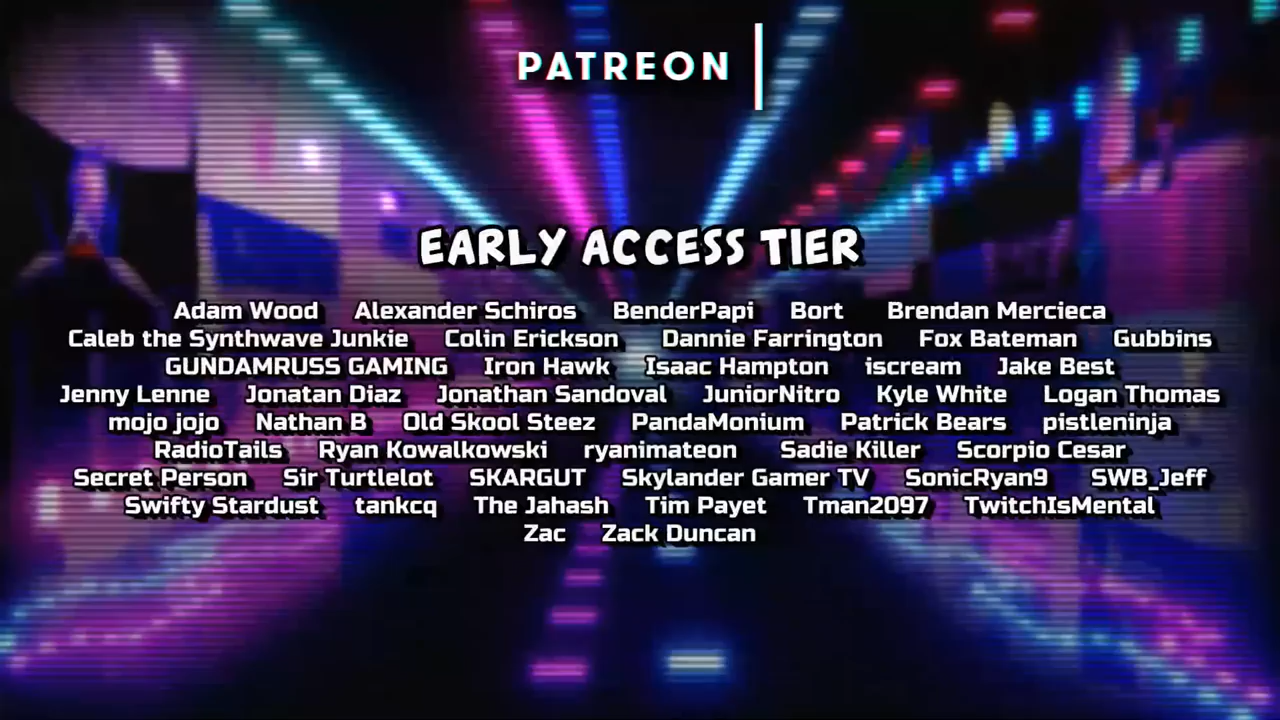 PATREON
EARLY ACCESS TIER
Adam Wood Alexander Schiros BenderPapi Bort Brendan Mercieca
Caleb the Synthwave Junkie Colin Erickson Dannie Farrington Fox Bateman Gubbins
GUNDAMRUSS GAMING Iron Hawk Isaac Hampton iscream Jake Best
Jenny Lenne Jonatan Diaz Jonathan Sandoval JuniorNitro Kyle White Logan Thomas
mojo jojo Nathan B Old Skool Steez PandaMonium Patrick Bears pistleninja
RadioTails Ryan Kowalkowski ryanimateon Sadie Killer Scorpio Cesar
Secret Person Sir Turtlelot SKARGUT Skylander Gamer TV SonicRyan9 SWB_Jeff
Swifty Stardust tankcq The Jahash Tim Payet Tman2097 TwitchIsMental
Zac Zack Duncan